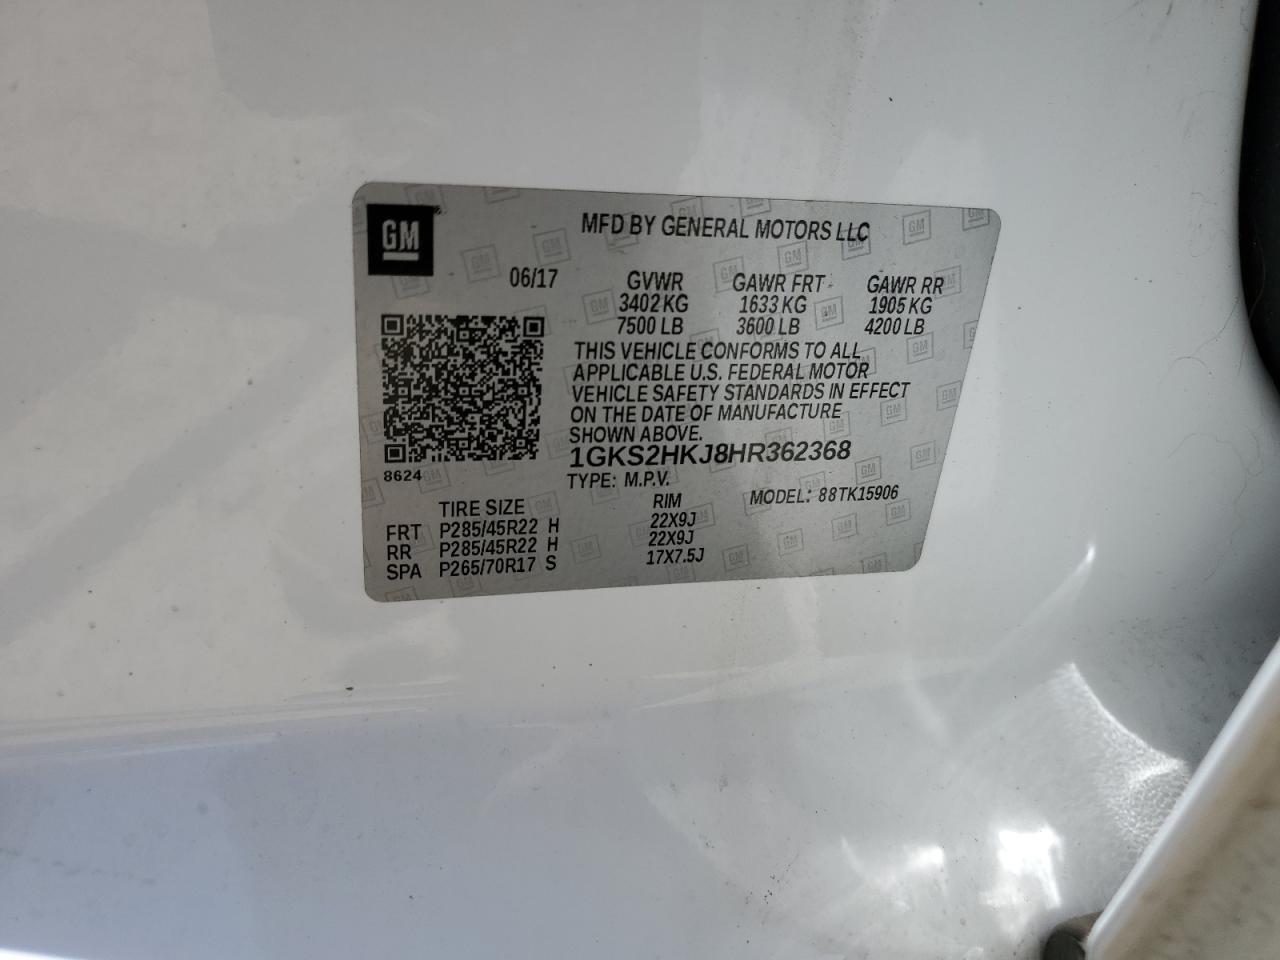 GM
MFD BY GENERAL MOTORS LLC
06/17 GVWR GAWR FRT GAWR RR
3402 KG 1633 KG 1905 KG
7500 LB 3600 LB 4200 LB
THIS VEHICLE CONFORMS TO ALL
APPLICABLE U.S. FEDERAL MOTOR
VEHICLE SAFETY STANDARDS IN EFFECT
ON THE DATE OF MANUFACTURE
SHOWN ABOVE.
1GKS2HKJ8HR362368
8624 TYPE: M.P.V. MODEL: 88TK15906
TIRE SIZE RIM
FRT P285/45R22 H 22X9J
RR P285/45R22 H 22X9J
SPA P265/70R17 S 17X7.5J